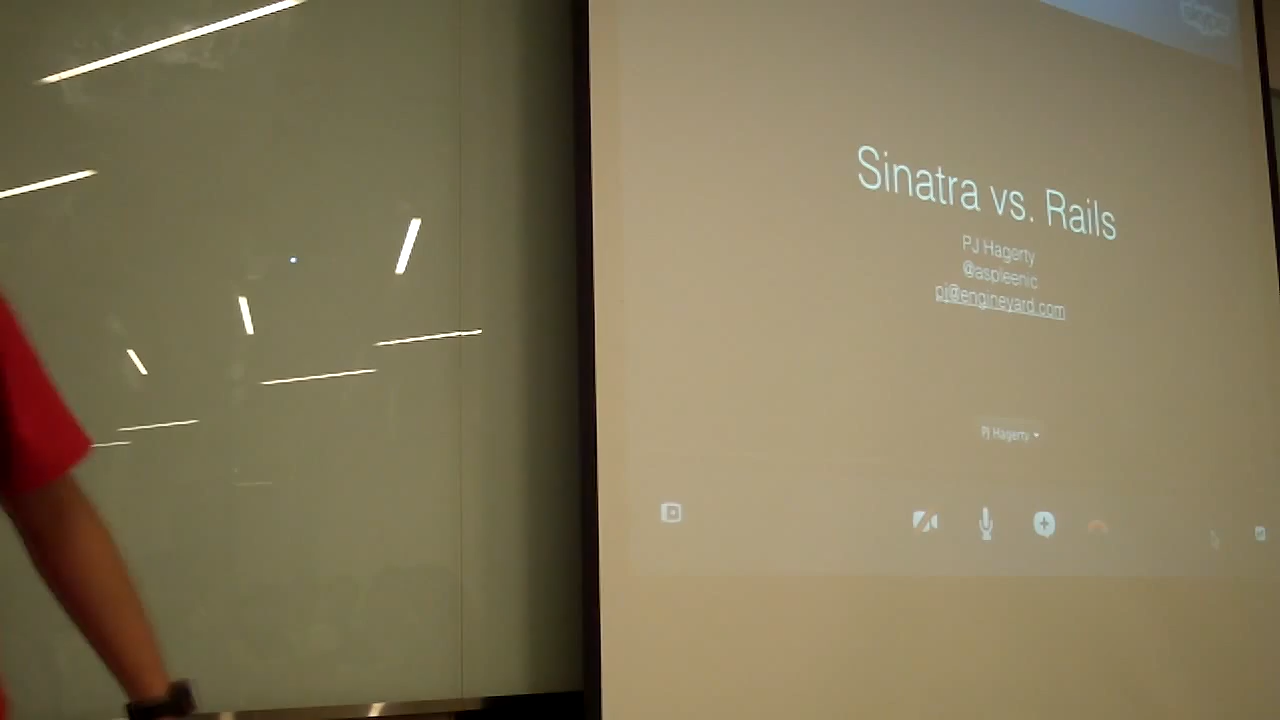 Sinatra vs. Rails
PJ Hagerty
@aspleenic
pj@engineyard.com
PJ Hagerty